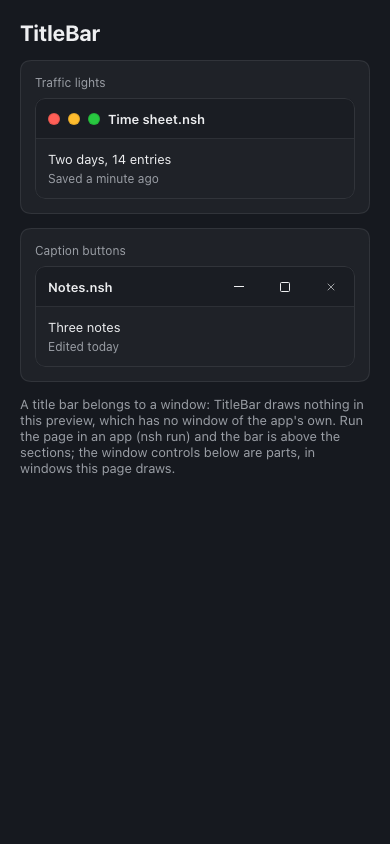 TitleBar
Traffic lights
Time sheet.nsh
Two days, 14 entries
Saved a minute ago
Caption buttons
Notes.nsh
Three notes
Edited today
A title bar belongs to a window: TitleBar draws nothing in
this preview, which has no window of the app's own. Run
the page in an app (nsh run) and the bar is above the
sections; the window controls below are parts, in
windows this page draws.